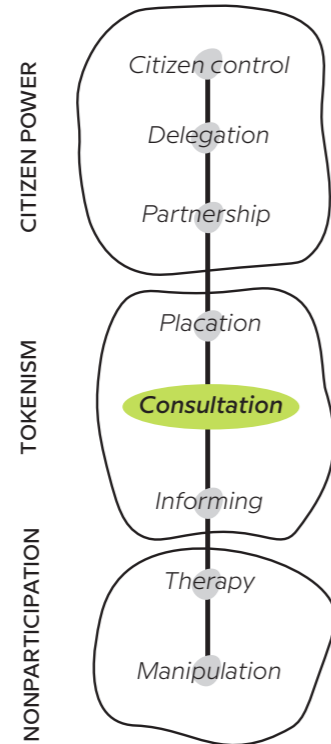 CITIZEN POWER
Citizen control
Delegation
Partnership
TOKENISM
Placation
Consultation
Informing
NONPARTICIPATION
Therapy
Manipulation